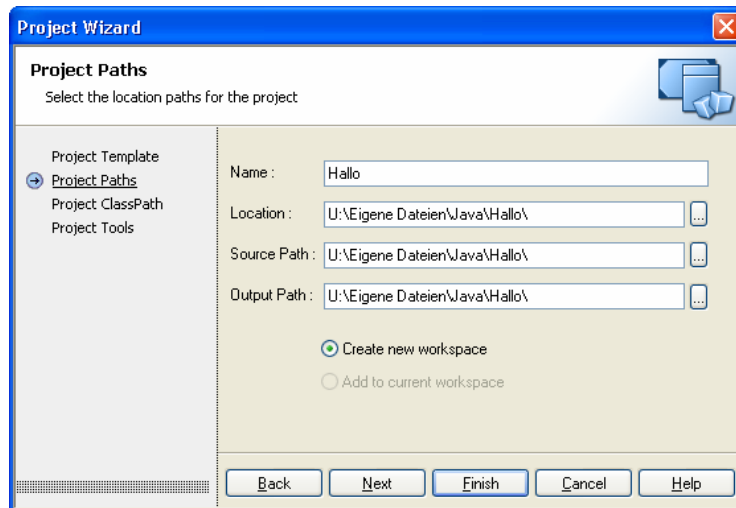 Project Wizard
Project Paths
Select the location paths for the project
Project Template
Project Paths
Project ClassPath
Project Tools
Name : Hallo
Location : U:\Eigene Dateien\Java\Hallo\ ...
Source Path : U:\Eigene Dateien\Java\Hallo\ ...
Output Path : U:\Eigene Dateien\Java\Hallo\ ...
Create new workspace
Add to current workspace
Back Next Finish Cancel Help